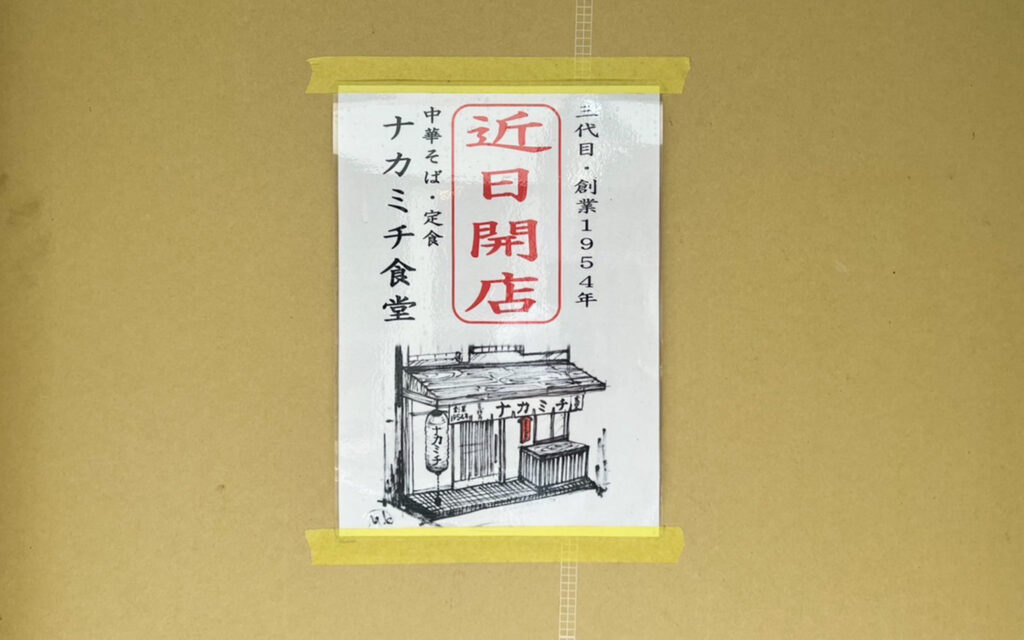 三代目・創業1954年
近日開店
中華そば・定食
ナカミチ食堂
ナカミチ
ナカミチ